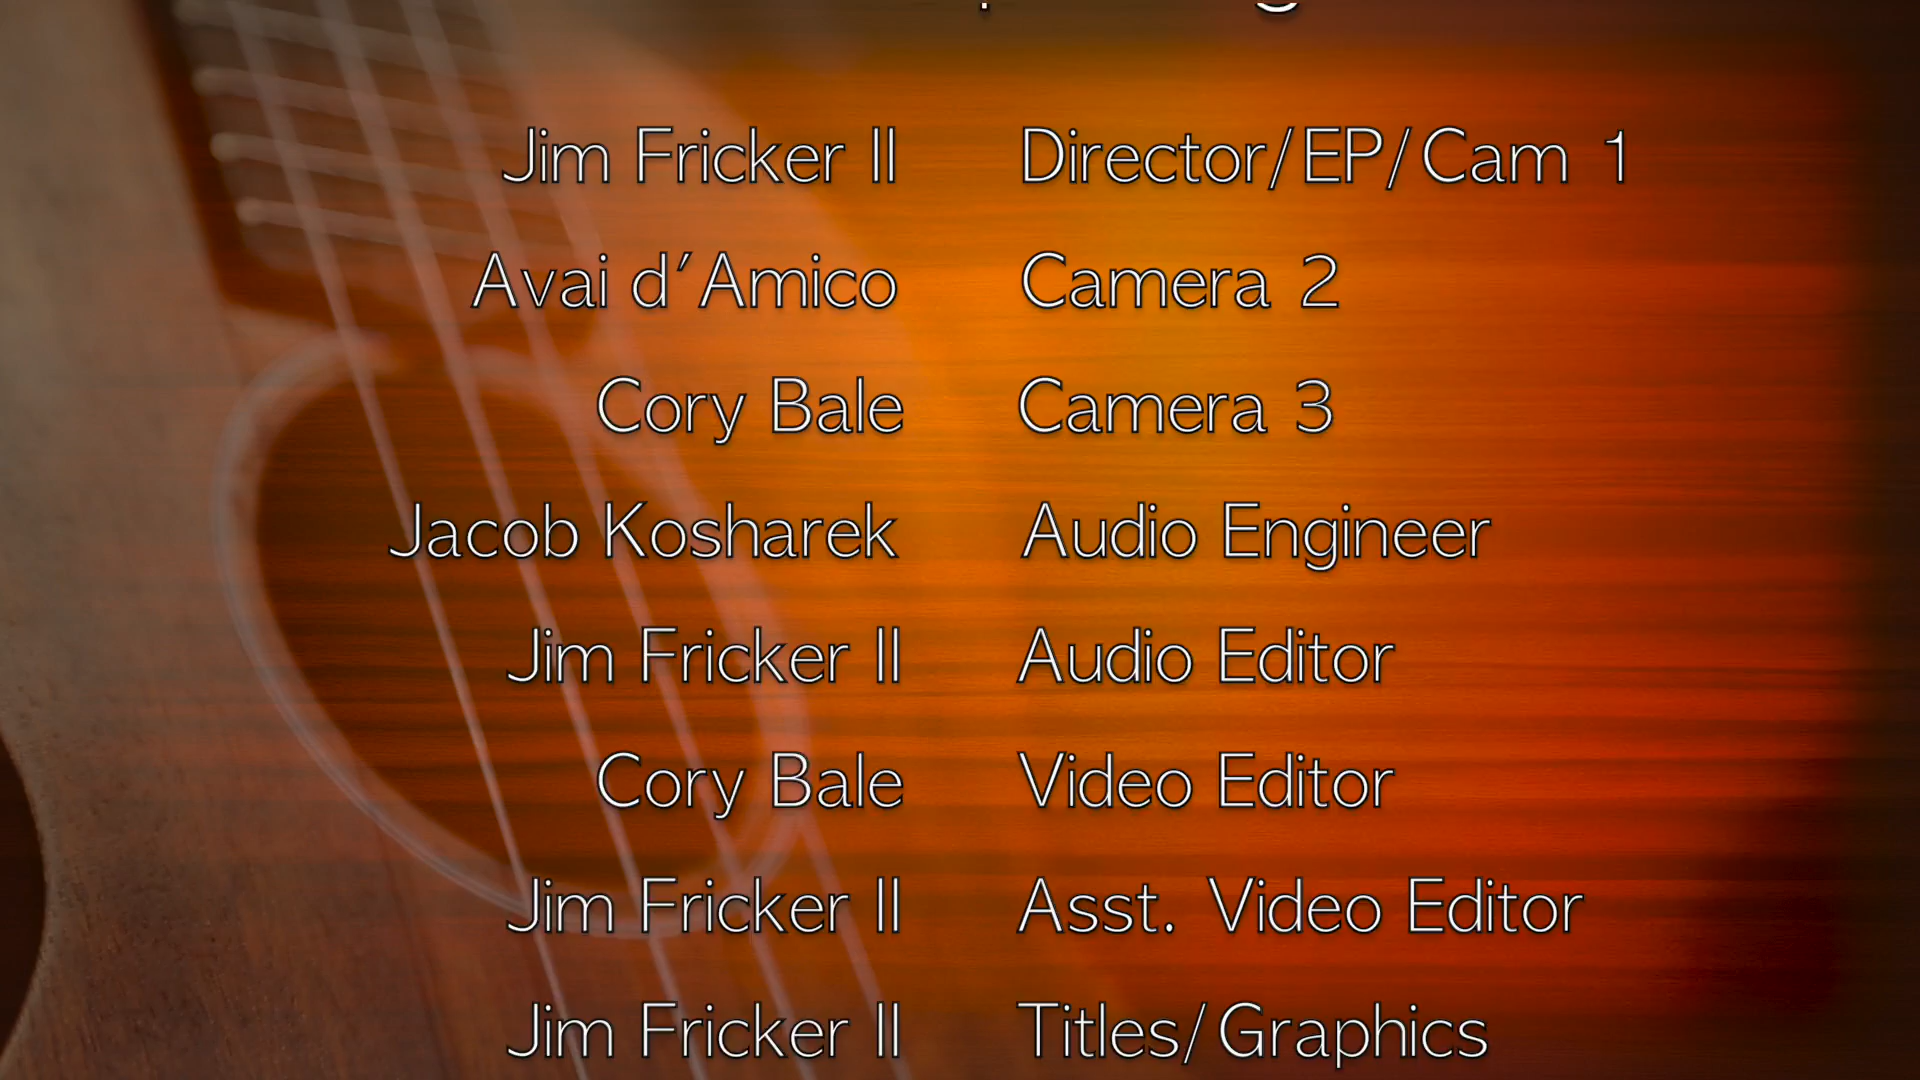 Jim Fricker II Director/EP/Cam 1
Avai d'Amico Camera 2
Cory Bale Camera 3
Jacob Kosharek Audio Engineer
Jim Fricker II Audio Editor
Cory Bale Video Editor
Jim Fricker II Asst. Video Editor
Jim Fricker II Titles/Graphics